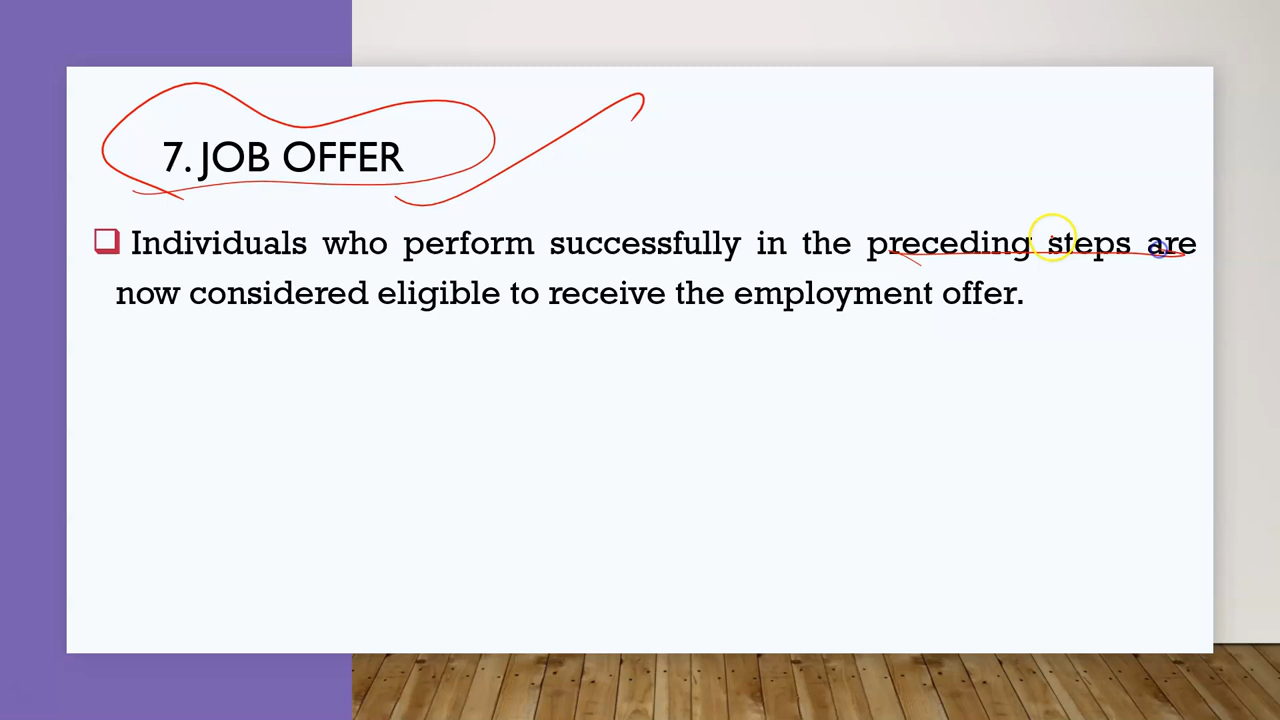 7. JOB OFFER
Individuals who perform successfully in the preceding steps are
now considered eligible to receive the employment offer.